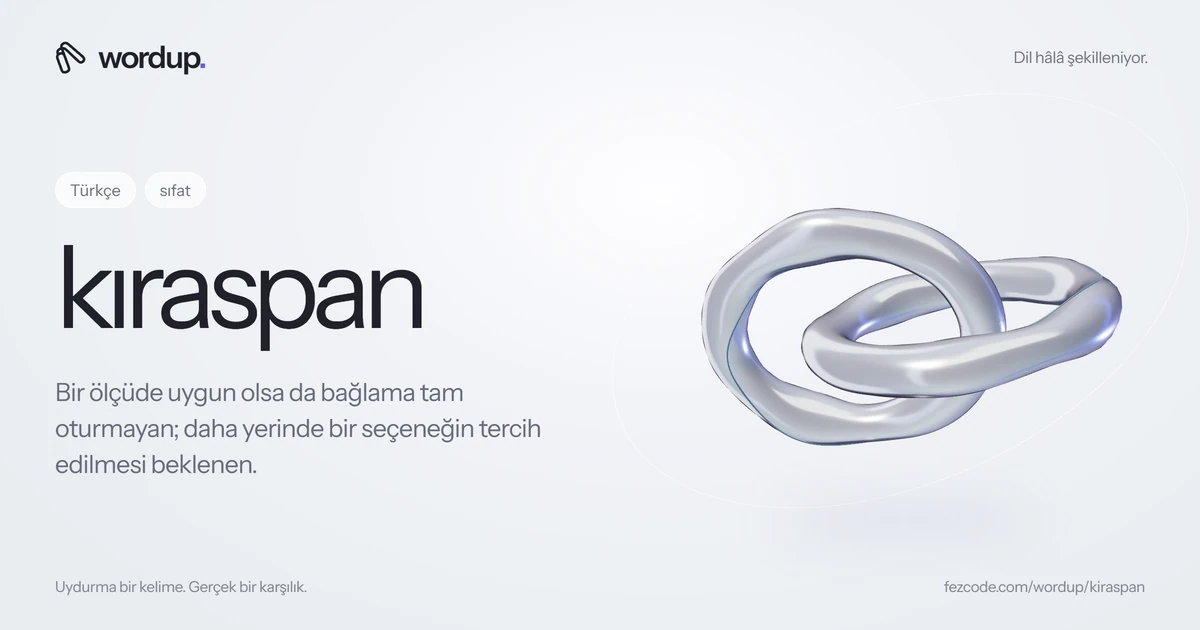 wordup.
Dil hâlâ şekilleniyor.
Türkçe
sıfat
kıraspan
Bir ölçüde uygun olsa da bağlama tam
oturmayan; daha yerinde bir seçeneğin tercih
edilmesi beklenen.
Uydurma bir kelime. Gerçek bir karşılık.
fezcode.com/wordup/kiraspan